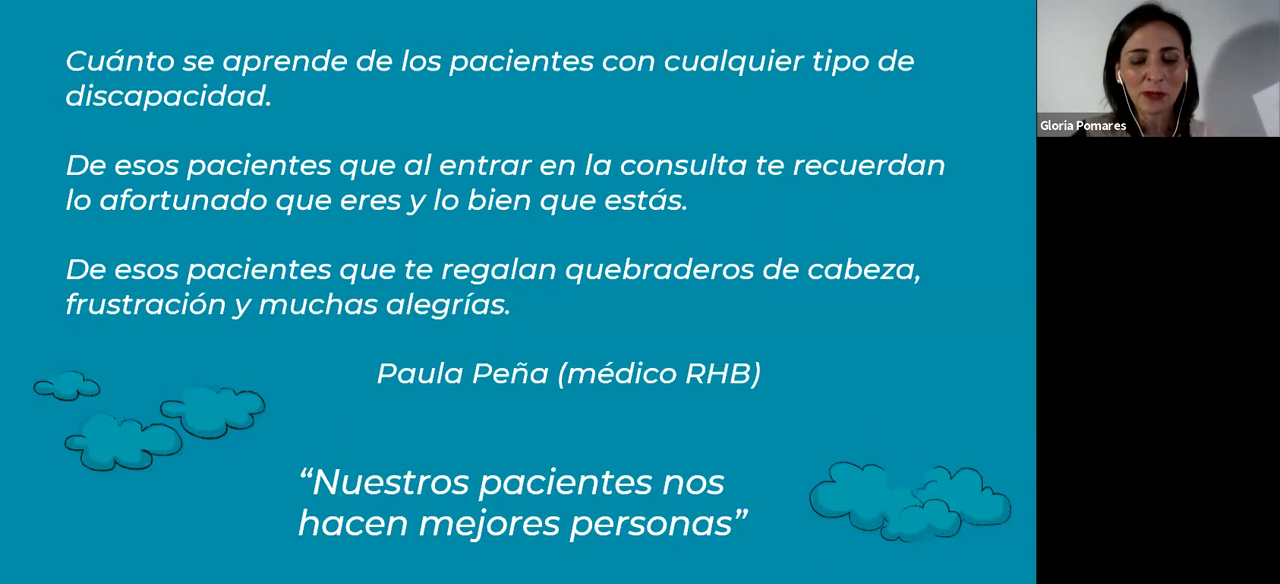 Cuánto se aprende de los pacientes con cualquier tipo de
discapacidad.
De esos pacientes que al entrar en la consulta te recuerdan
lo afortunado que eres y lo bien que estás.
De esos pacientes que te regalan quebraderos de cabeza,
frustración y muchas alegrías.
Paula Peña (médico RHB)
“Nuestros pacientes nos
hacen mejores personas”
Gloria Pomares